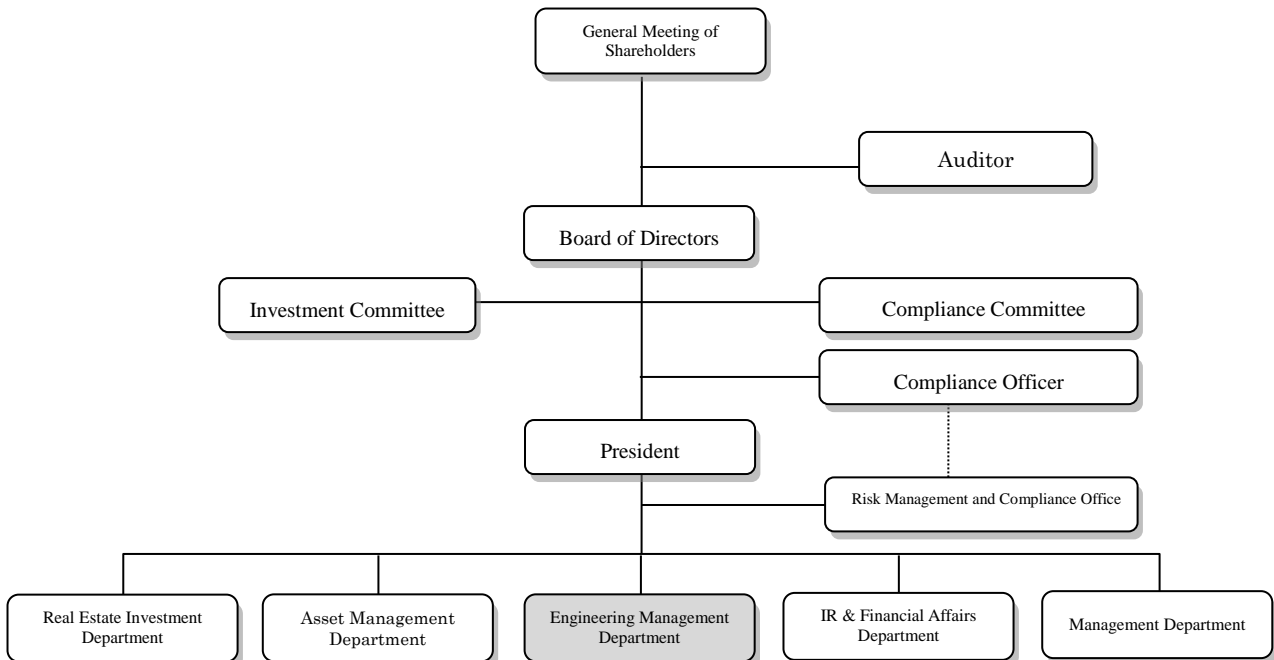 General Meeting of
Shareholders
Auditor
Board of Directors
Investment Committee
Compliance Committee
Compliance Officer
President
Risk Management and Compliance Office
Real Estate Investment
Department
Asset Management
Department
Engineering Management
Department
IR & Financial Affairs
Department
Management Department